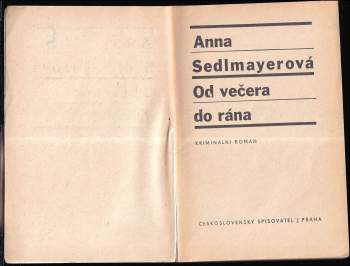 Anna
Sedlmayerová
Od večera
do rána
KRIMINÁLNÍ ROMÁN
ČESKOSLOVENSKÝ SPISOVATEL | PRAHA